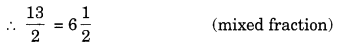 ∴ 13/2 = 6 1/2 (mixed fraction)